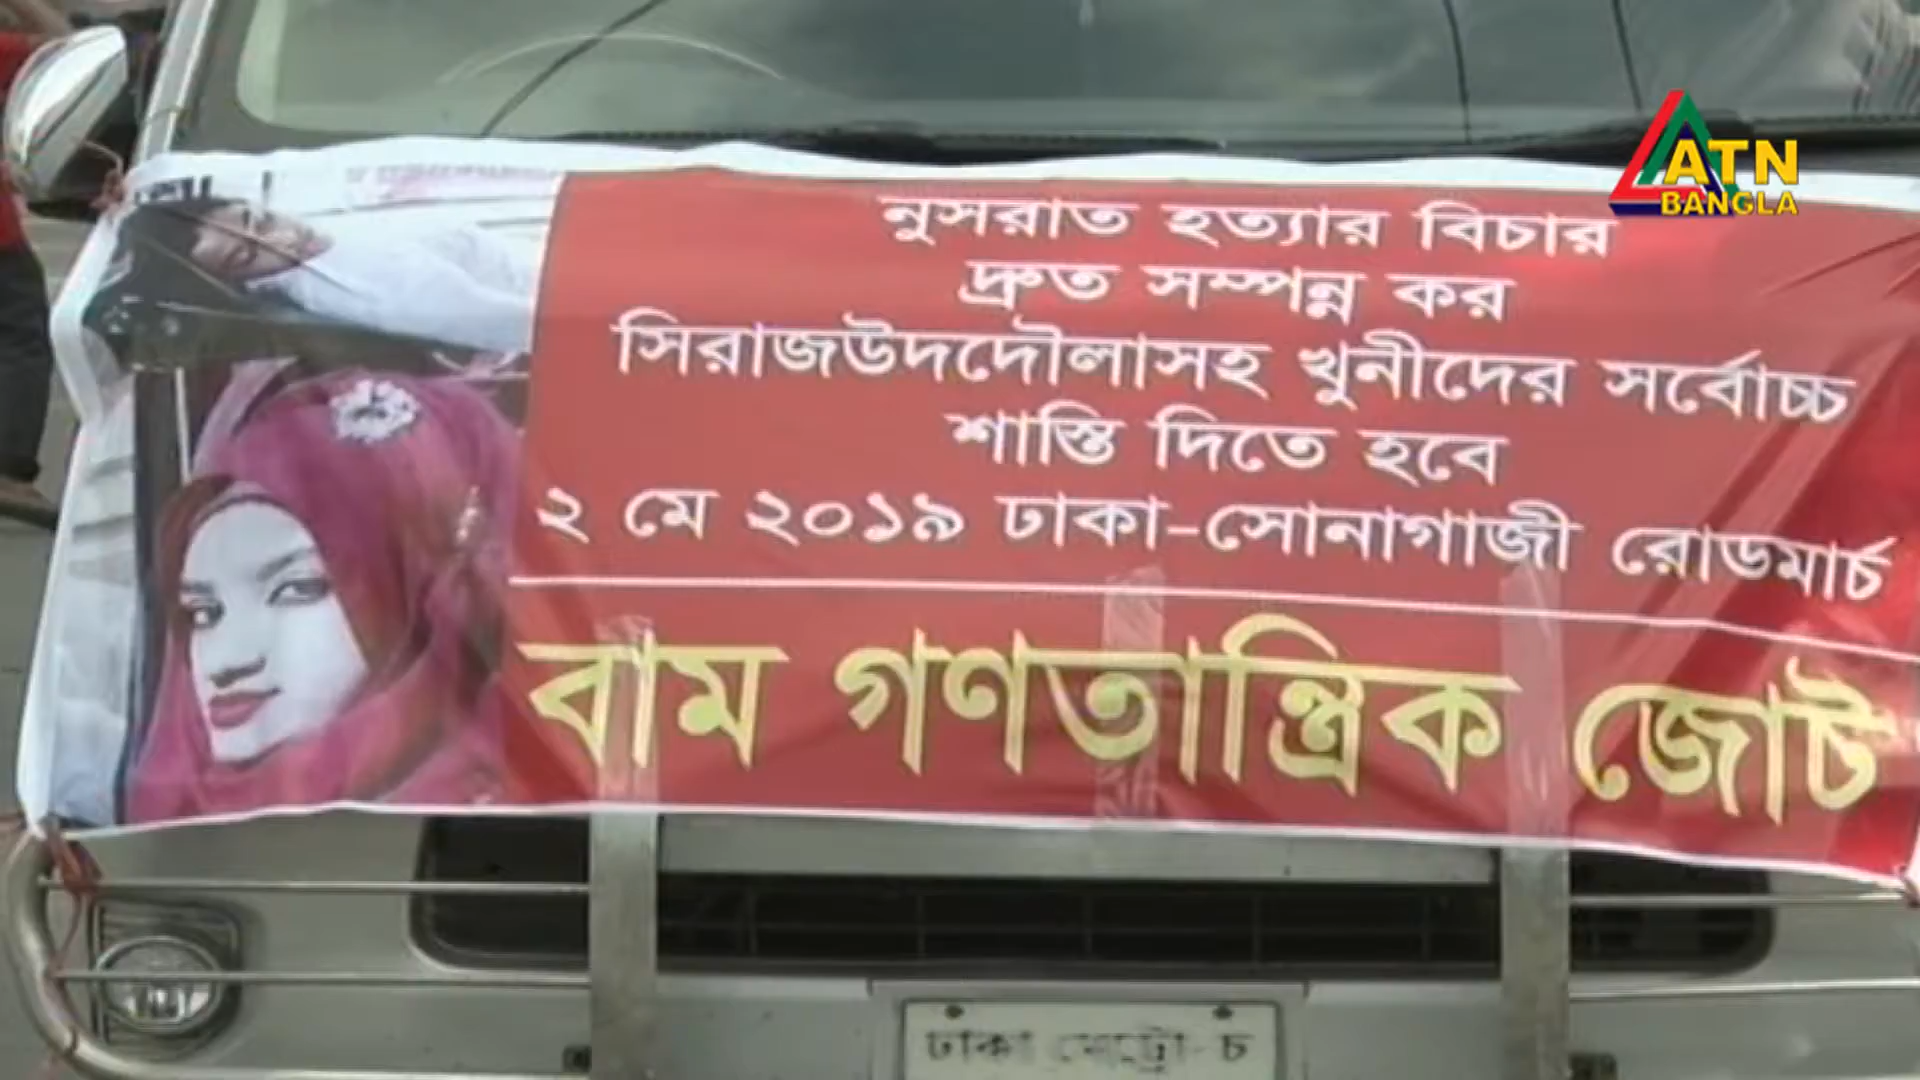 ATN
BANGLA
নুসরাত হত্যার বিচার
দ্রুত সম্পন্ন কর
সিরাজউদদৌলাসহ খুনীদের সর্বোচ্চ
শাস্তি দিতে হবে
২ মে ২০১৯ ঢাকা-সোনাগাজী রোডমার্চ
বাম গণতান্ত্রিক জোট
ঢাকা মেট্রো-চ